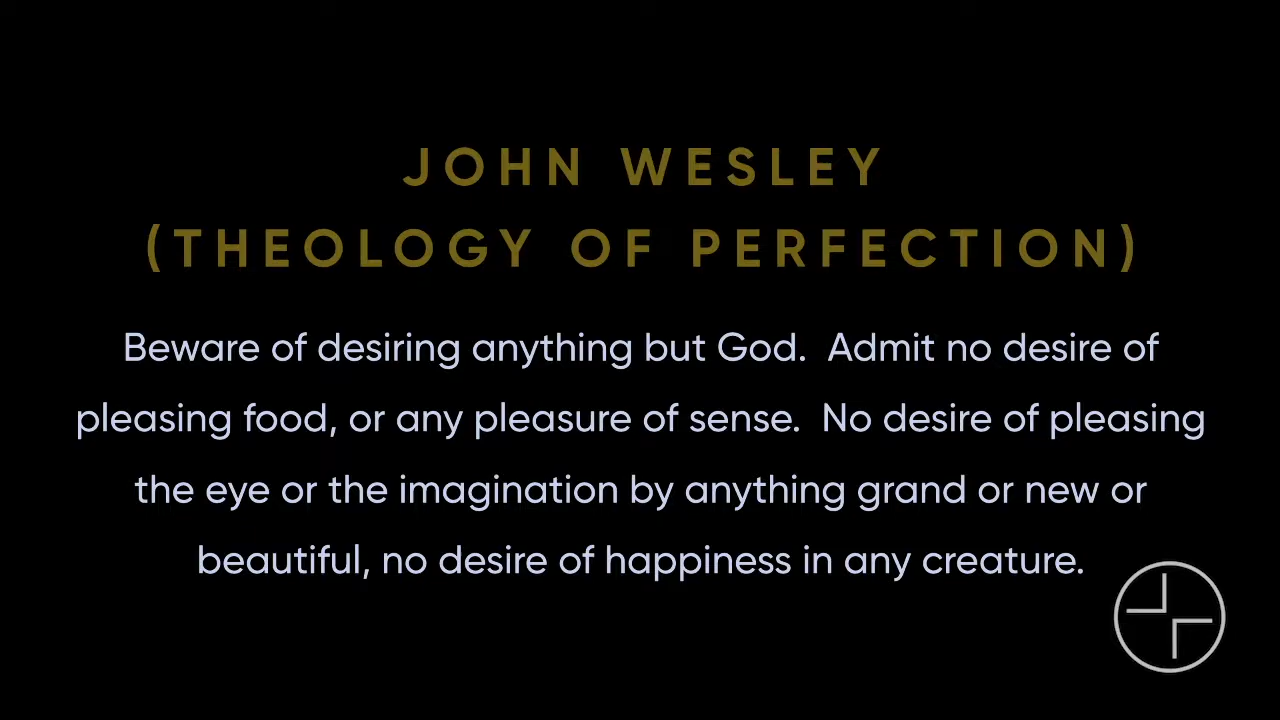 JOHN WESLEY
(THEOLOGY OF PERFECTION)
Beware of desiring anything but God.  Admit no desire of
pleasing food, or any pleasure of sense.  No desire of pleasing
the eye or the imagination by anything grand or new or
beautiful, no desire of happiness in any creature.